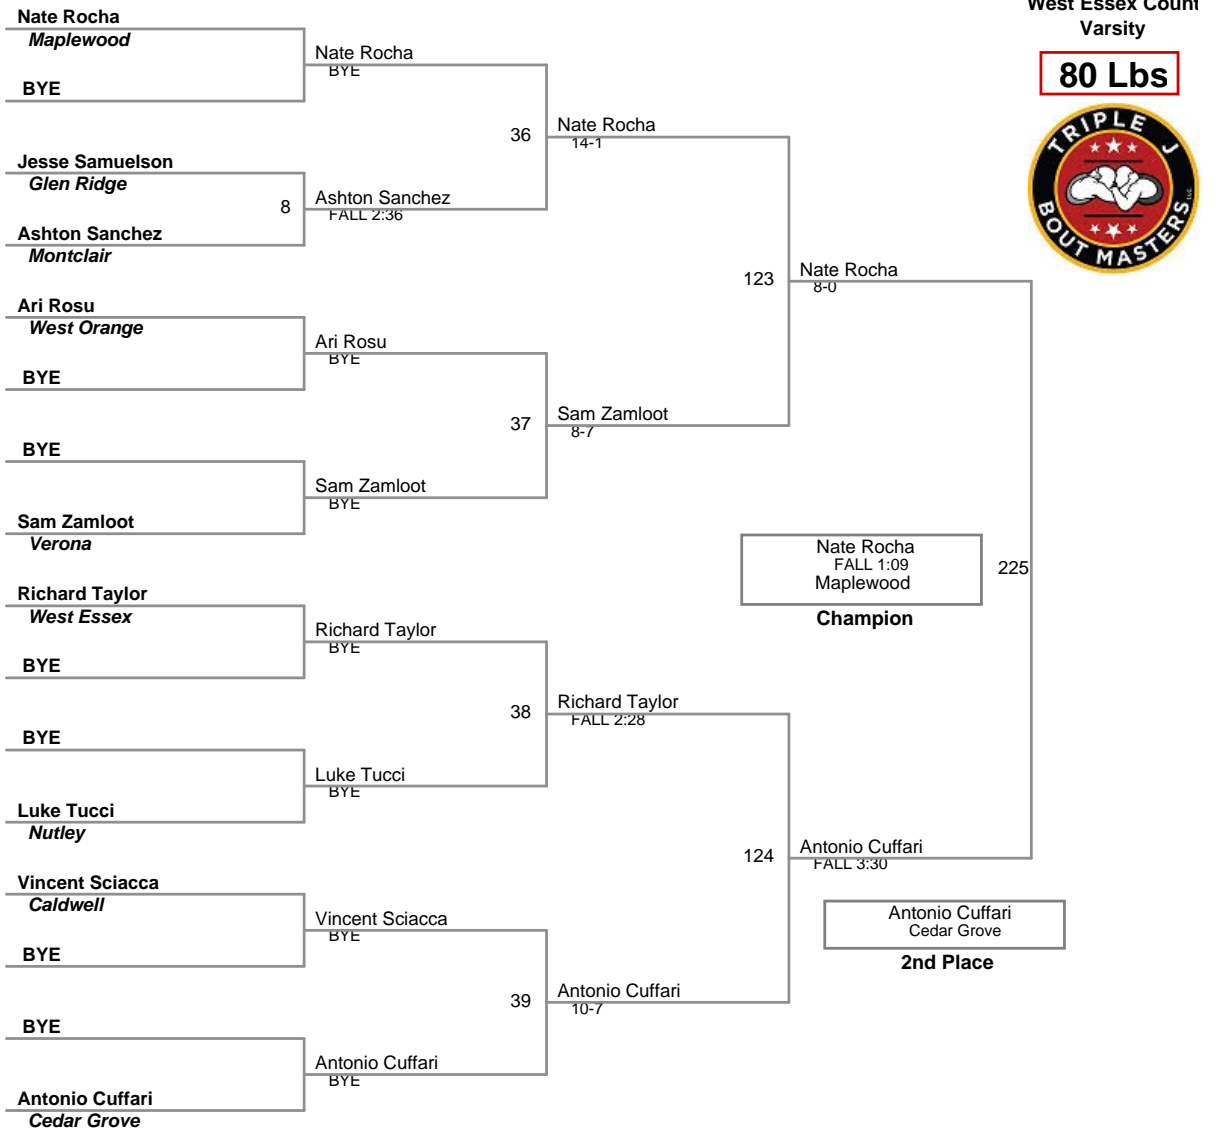 Nate Rocha
Maplewood
BYE
Jesse Samuelson
Glen Ridge
8
Ashton Sanchez
Montclair
Ari Rosu
West Orange
BYE
BYE
Sam Zamloot
Verona
Richard Taylor
West Essex
BYE
BYE
Luke Tucci
Nutley
Vincent Sciacca
Caldwell
BYE
BYE
Antonio Cuffari
Cedar Grove
Nate Rocha
BYE
36
Ashton Sanchez
FALL 2:36
Ari Rosu
BYE
37
Sam Zamloot
BYE
Richard Taylor
BYE
38
Luke Tucci
BYE
Vincent Sciacca
BYE
39
Antonio Cuffari
BYE
Nate Rocha
14-1
123
Sam Zamloot
8-7
Richard Taylor
FALL 2:28
124
Antonio Cuffari
10-7
Nate Rocha
8-0
225
Antonio Cuffari
FALL 3:30
Nate Rocha
FALL 1:09
Maplewood
Champion
Antonio Cuffari
Cedar Grove
2nd Place
West Essex Count
Varsity
80 Lbs
TRIPLE J
BOUT MASTERS